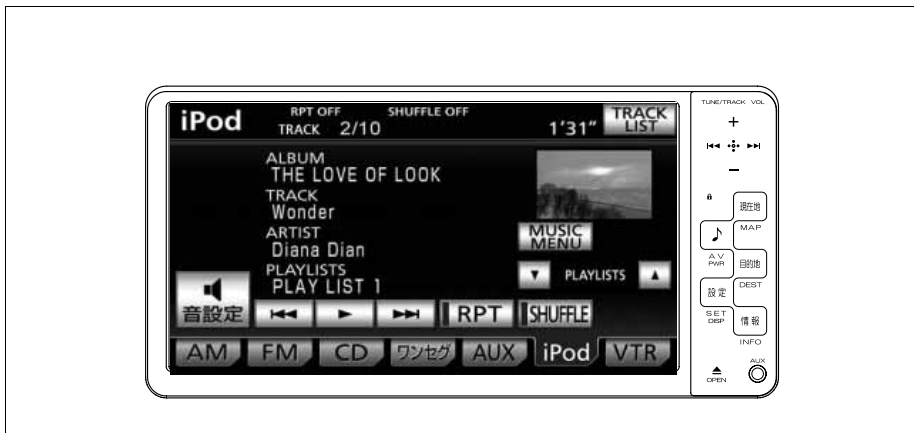 iPod
RPT OFF SHUFFLE OFF
TRACK 2/10
1'31"
TRACK LIST
ALBUM
THE LOVE OF LOOK
TRACK
Wonder
ARTIST
Diana Dian
PLAYLISTS
PLAY LIST 1
MUSIC MENU
PLAYLISTS
音設定
RPT
SHUFFLE
AM FM CD ワンセグ AUX iPod VTR
TUNE/TRACK VOL
現在地
MAP
AV
PWR
目的地
DEST
設定
SET
DISP
情報
INFO
AUX
OPEN